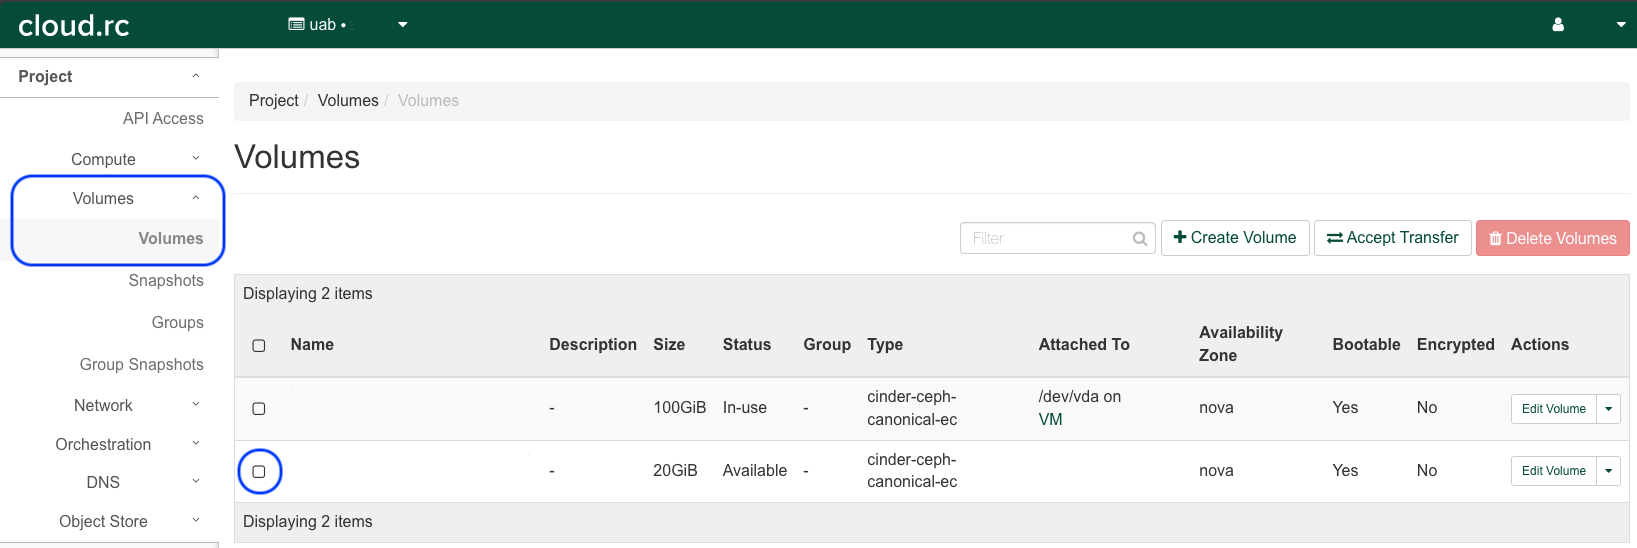 cloud.rc
uab •
Project
API Access
Compute
Volumes
Volumes
Snapshots
Groups
Group Snapshots
Network
Orchestration
DNS
Object Store
Project / Volumes / Volumes
Volumes
Filter
Create Volume
Accept Transfer
Delete Volumes
Displaying 2 items
Name Description Size Status Group Type Attached To Availability Zone Bootable Encrypted Actions
- 100GiB In-use - cinder-ceph-canonical-ec /dev/vda on VM nova Yes No Edit Volume
- 20GiB Available - cinder-ceph-canonical-ec nova Yes No Edit Volume
Displaying 2 items